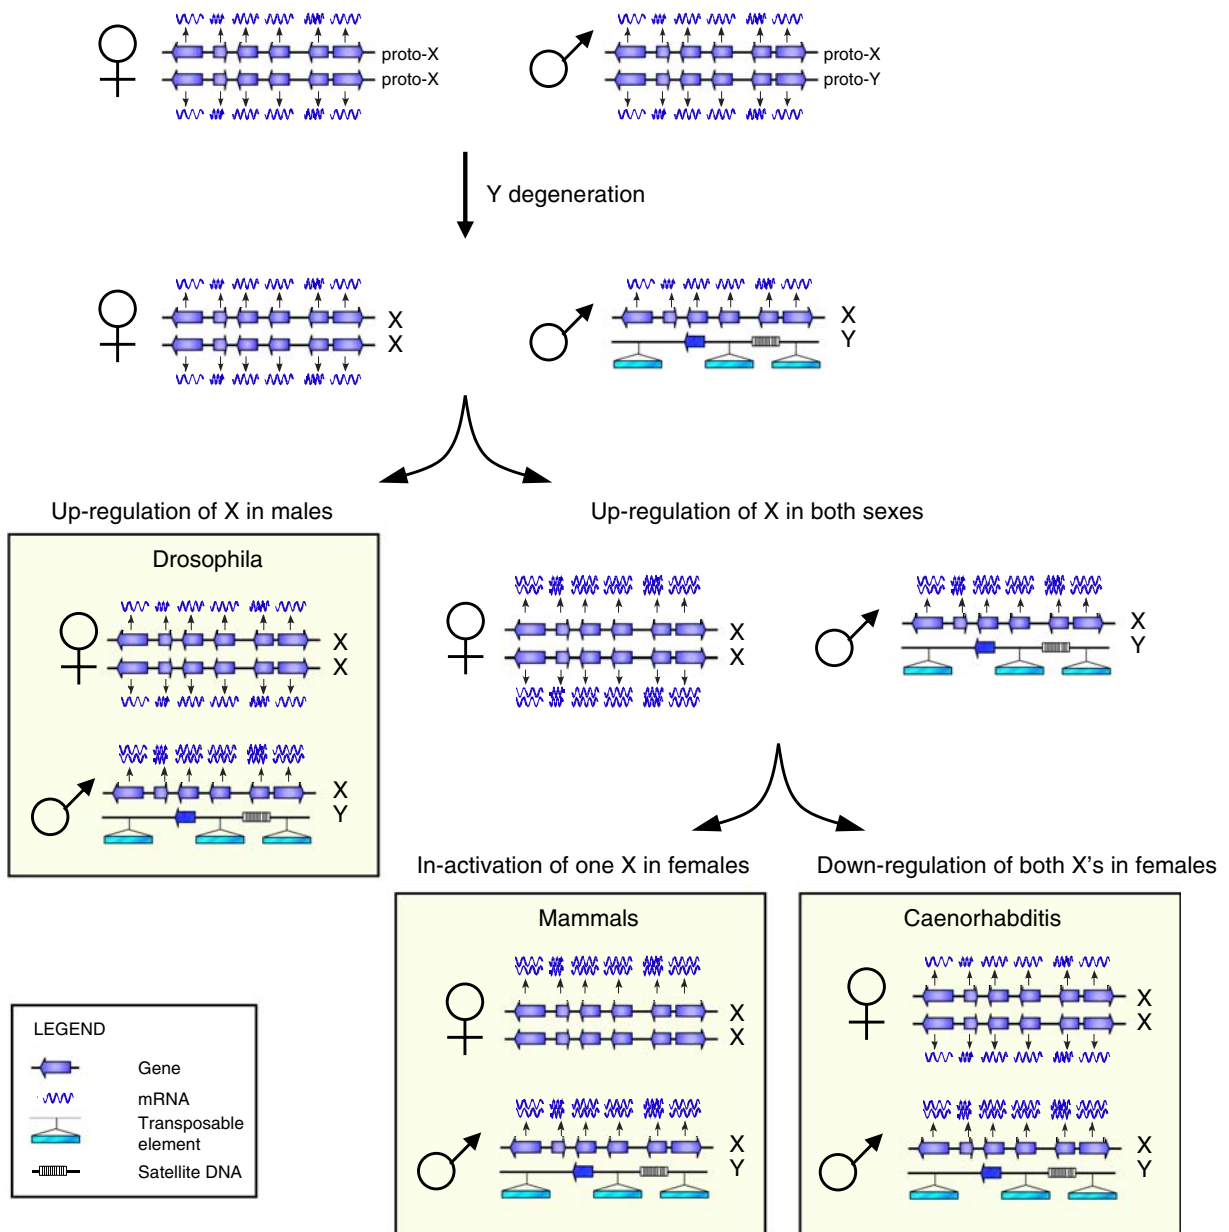 proto-X
proto-X
proto-X
proto-Y
Y degeneration
X
X
X
Y
Up-regulation of X in males
Up-regulation of X in both sexes
Drosophila
X
X
X
Y
X
X
X
Y
In-activation of one X in females
Down-regulation of both X's in females
Mammals
X
X
X
Y
Caenorhabditis
X
X
X
Y
LEGEND
Gene
mRNA
Transposable
element
Satellite DNA